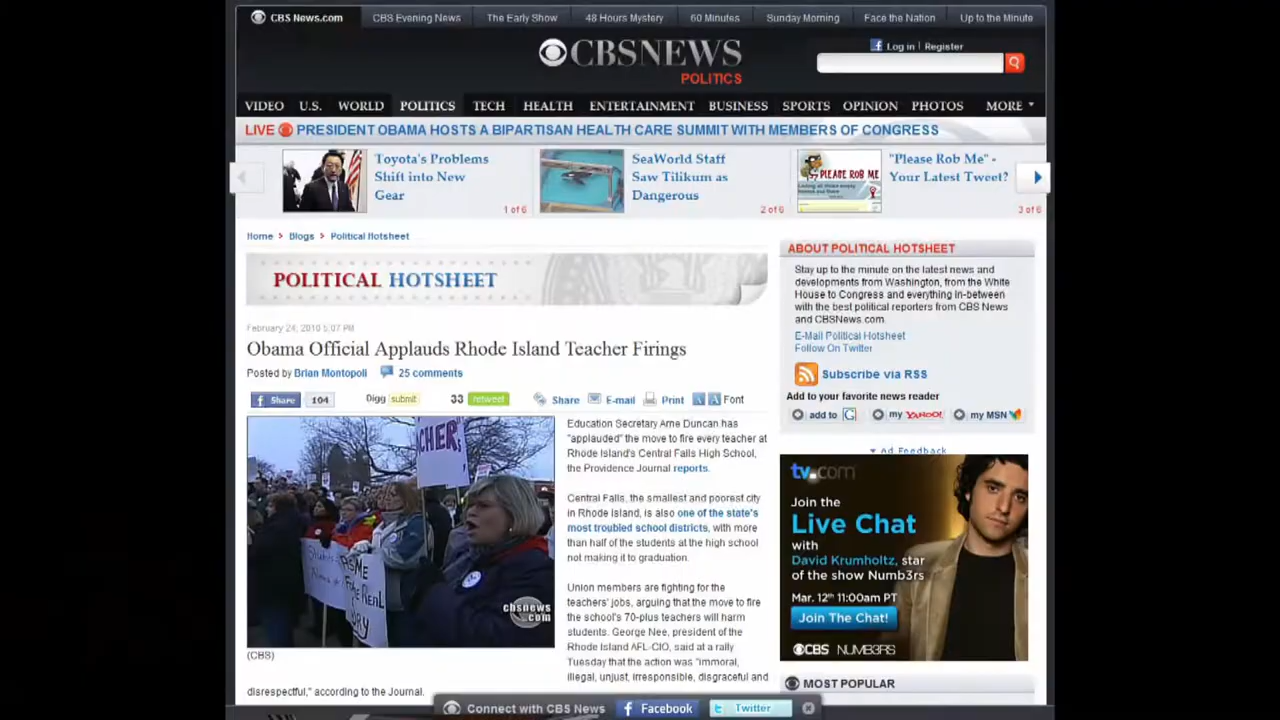 CBS News.com
CBS Evening News
The Early Show
48 Hours Mystery
60 Minutes
Sunday Morning
Face the Nation
Up to the Minute
CBSNEWS
POLITICS
Log in | Register
VIDEO U.S. WORLD POLITICS TECH HEALTH ENTERTAINMENT BUSINESS SPORTS OPINION PHOTOS MORE
LIVE PRESIDENT OBAMA HOSTS A BIPARTISAN HEALTH CARE SUMMIT WITH MEMBERS OF CONGRESS
Toyota's Problems
Shift into New
Gear
1 of 6
SeaWorld Staff
Saw Tilikum as
Dangerous
2 of 6
PLEASE ROB ME
"Please Rob Me" -
Your Latest Tweet?
3 of 6
Home > Blogs > Political Hotsheet
POLITICAL HOTSHEET
February 24, 2010 5:07 PM
Obama Official Applauds Rhode Island Teacher Firings
Posted by Brian Montopoli 25 comments
Share 104 Digg submit 33 retweet Share E-mail Print A A Font
Education Secretary Arne Duncan has
"applauded" the move to fire every teacher at
Rhode Island's Central Falls High School,
the Providence Journal reports.
Central Falls, the smallest and poorest city
in Rhode Island, is also one of the state's
most troubled school districts, with more
than half of the students at the high school
not making it to graduation.
Union members are fighting for the
teachers' jobs, arguing that the move to fire
the school's 70-plus teachers will harm
students. George Nee, president of the
Rhode Island AFL-CIO, said at a rally
Tuesday that the action was "immoral,
illegal, unjust, irresponsible, disgraceful and
disrespectful," according to the Journal.
cbsnews
.com
(CBS)
ABOUT POLITICAL HOTSHEET
Stay up to the minute on the latest news and
developments from Washington, from the White
House to Congress and everything in-between
with the best political reporters from CBS News
and CBSNews.com.
E-Mail Political Hotsheet
Follow On Twitter
Subscribe via RSS
Add to your favorite news reader
add to G my YAHOO! my MSN
Ad Feedback
tv.com
Join the
Live Chat
with
David Krumholtz, star
of the show Numb3rs
Mar. 12th 11:00am PT
Join The Chat!
CBS NUMB3RS
MOST POPULAR
Connect with CBS News Facebook Twitter